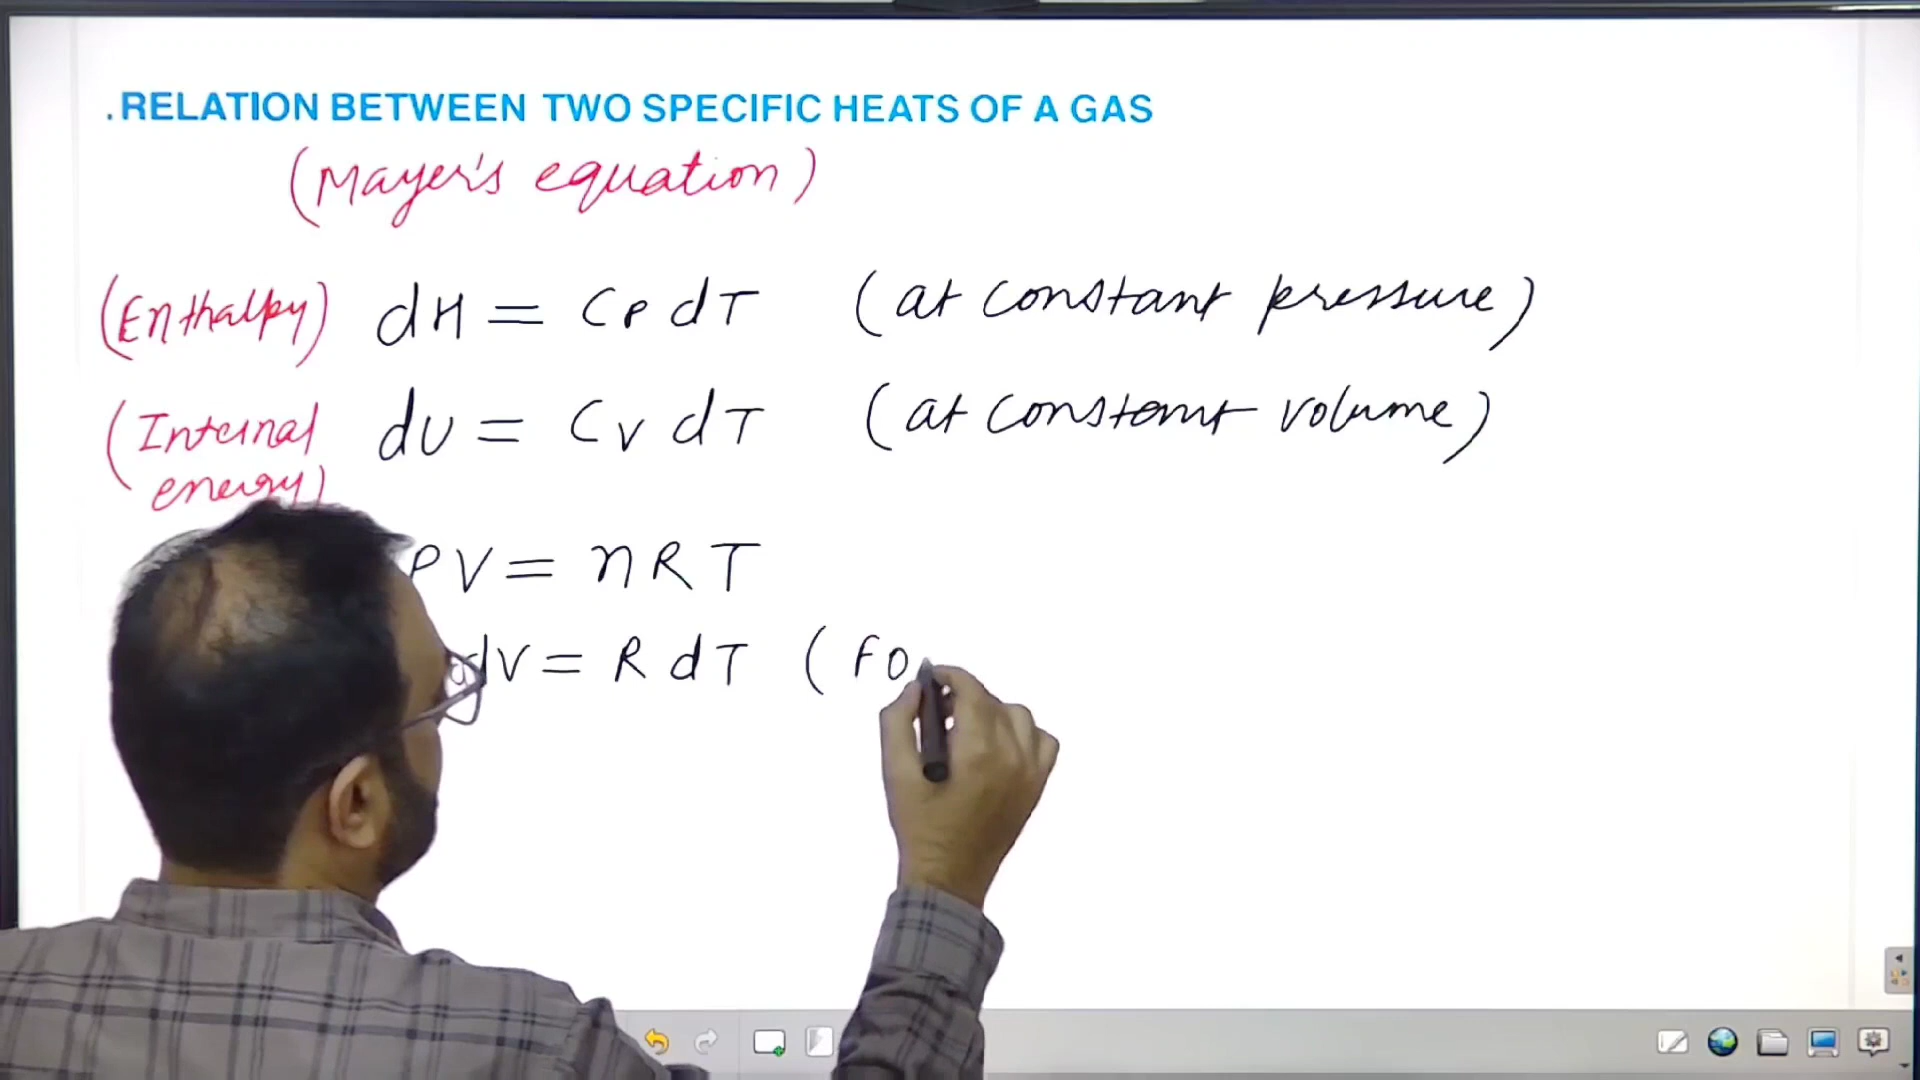 .RELATION BETWEEN TWO SPECIFIC HEATS OF A GAS
(Mayer's equation)
(Enthalpy) dH = CP dT (at constant pressure)
(Internal energy) dU = CV dT (at constant volume)
PV = nRT
dV = R dT (Fo